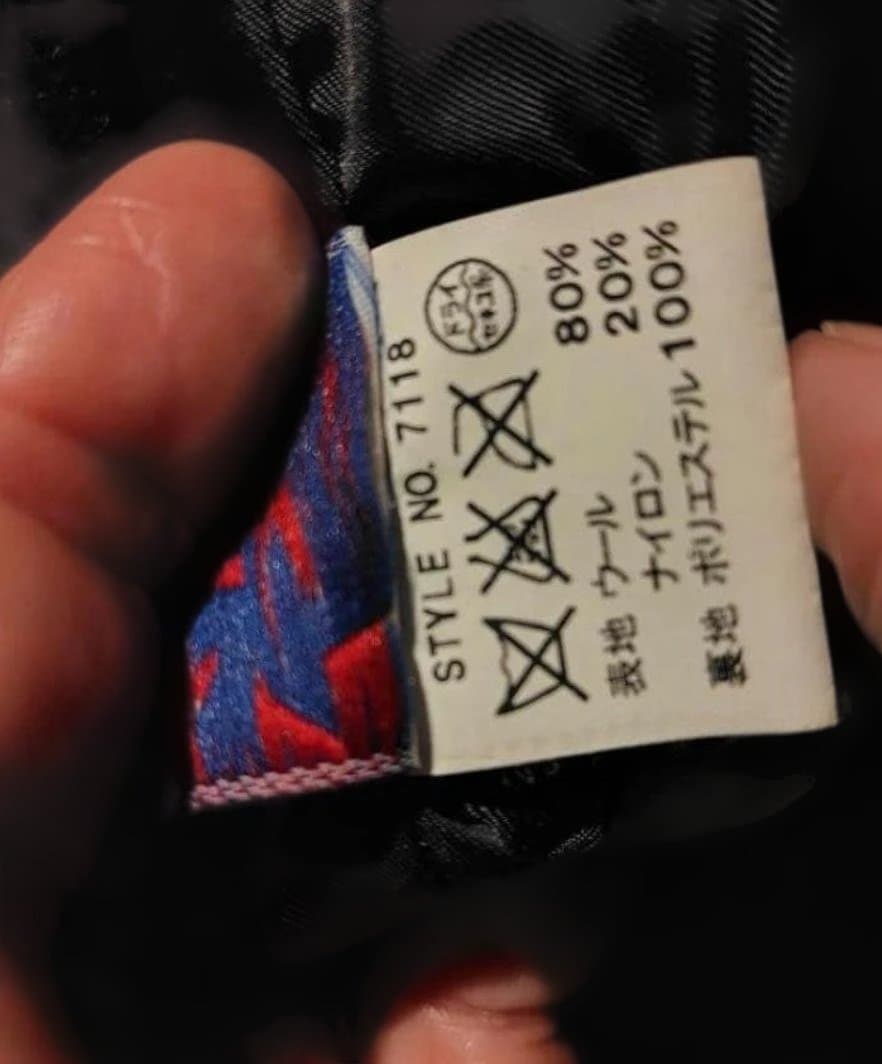 STYLE NO. 7118
ドライ
セキユ系
表地 ウール 80%
ナイロン 20%
裏地 ポリエステル 100%